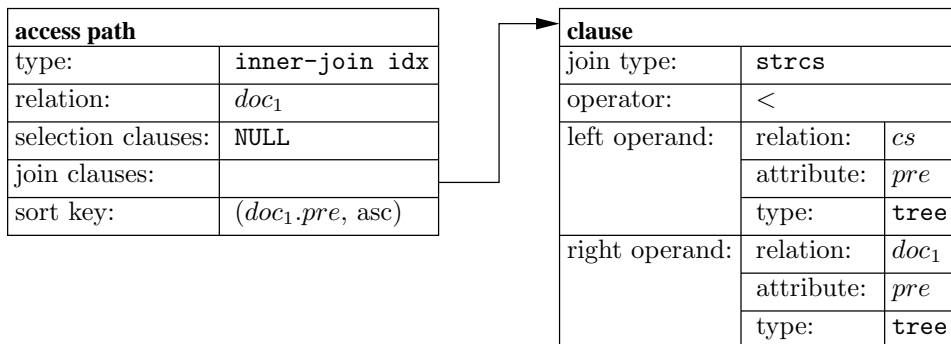 access path
type: inner-join idx
relation: doc1
selection clauses: NULL
join clauses:
sort key: (doc1.pre, asc)
clause
join type: strcs
operator: <
left operand: relation: cs
attribute: pre
type: tree
right operand: relation: doc1
attribute: pre
type: tree